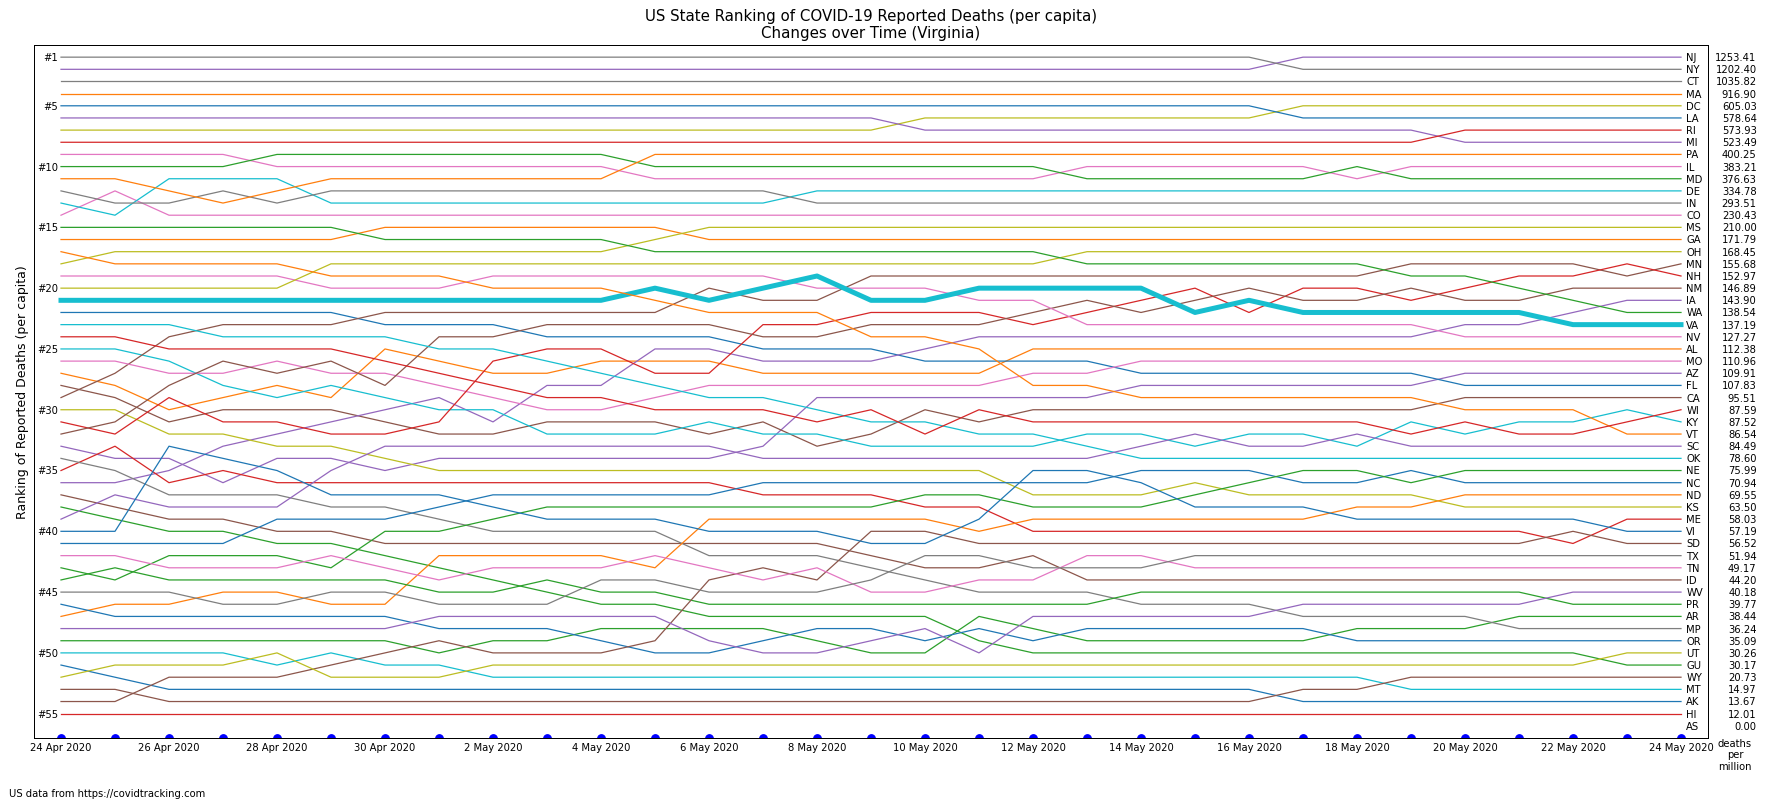 US State Ranking of COVID-19 Reported Deaths (per capita)
Changes over Time (Virginia)
Ranking of Reported Deaths (per capita)
#1
#5
#10
#15
#20
#25
#30
#35
#40
#45
#50
#55
NJ 1253.41
NY 1202.40
CT 1035.82
MA 916.90
DC 605.03
LA 578.64
RI 573.93
MI 523.49
PA 400.25
IL 383.21
MD 376.63
DE 334.78
IN 293.51
CO 230.43
MS 210.00
GA 171.79
OH 168.45
MN 155.68
NH 152.97
NM 146.89
IA 143.90
WA 138.54
VA 137.19
NV 127.27
AL 112.38
MO 110.96
AZ 109.91
FL 107.83
CA 95.51
WI 87.59
KY 87.52
VT 86.54
SC 84.49
OK 78.60
NE 75.99
NC 70.94
ND 69.55
KS 63.50
ME 58.03
VI 57.19
SD 56.52
TX 51.94
TN 49.17
ID 44.20
WV 40.18
PR 39.77
AR 38.44
MP 36.24
OR 35.09
UT 30.26
GU 30.17
WY 20.73
MT 14.97
AK 13.67
HI 12.01
AS 0.00
24 Apr 2020 26 Apr 2020 28 Apr 2020 30 Apr 2020 2 May 2020 4 May 2020 6 May 2020 8 May 2020 10 May 2020 12 May 2020 14 May 2020 16 May 2020 18 May 2020 20 May 2020 22 May 2020 24 May 2020
deaths
per
million
US data from https://covidtracking.com